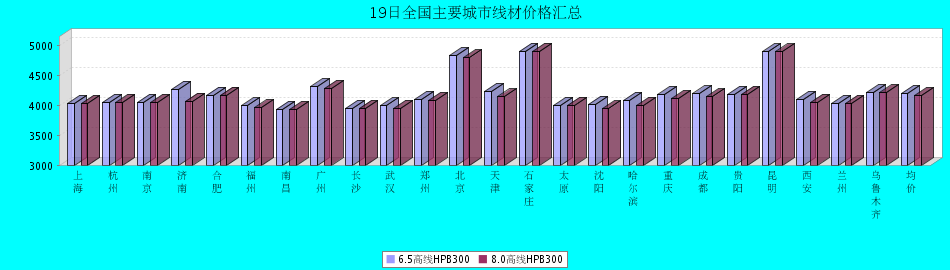 19日全国主要城市线材价格汇总
5000
4500
4000
3500
3000
上海
杭州
南京
济南
合肥
福州
南昌
广州
长沙
武汉
郑州
北京
天津
石家庄
太原
沈阳
哈尔滨
重庆
成都
贵阳
昆明
西安
兰州
乌鲁木齐
均价
6.5高线HPB300
8.0高线HPB300